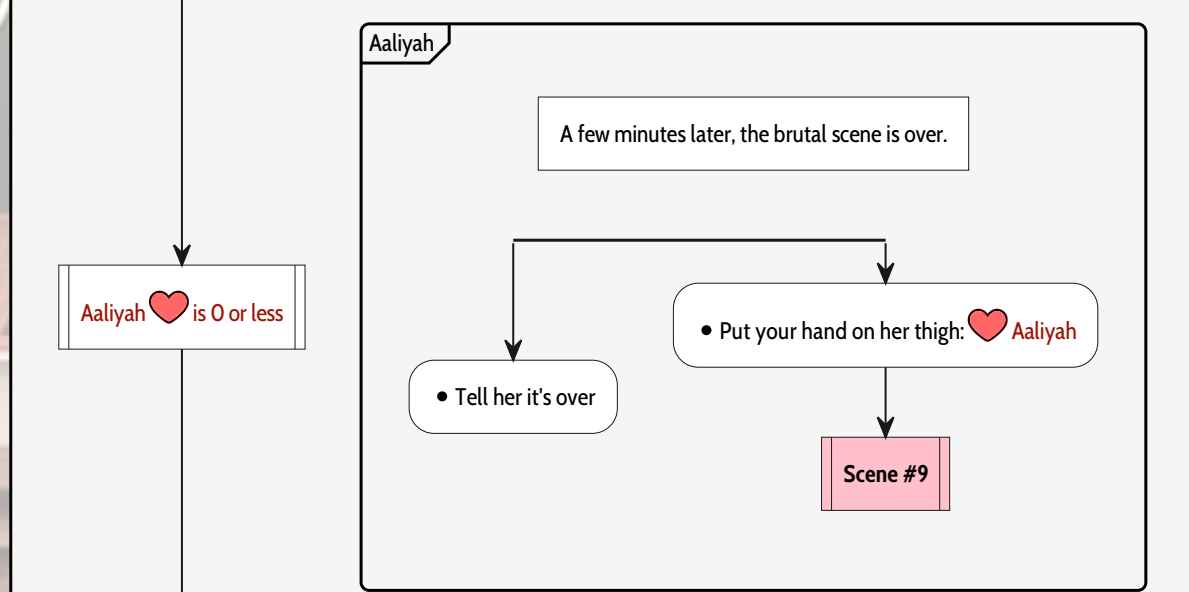 Aaliyah
A few minutes later, the brutal scene is over.
Aaliyah is 0 or less
• Put your hand on her thigh: Aaliyah
• Tell her it's over
Scene #9